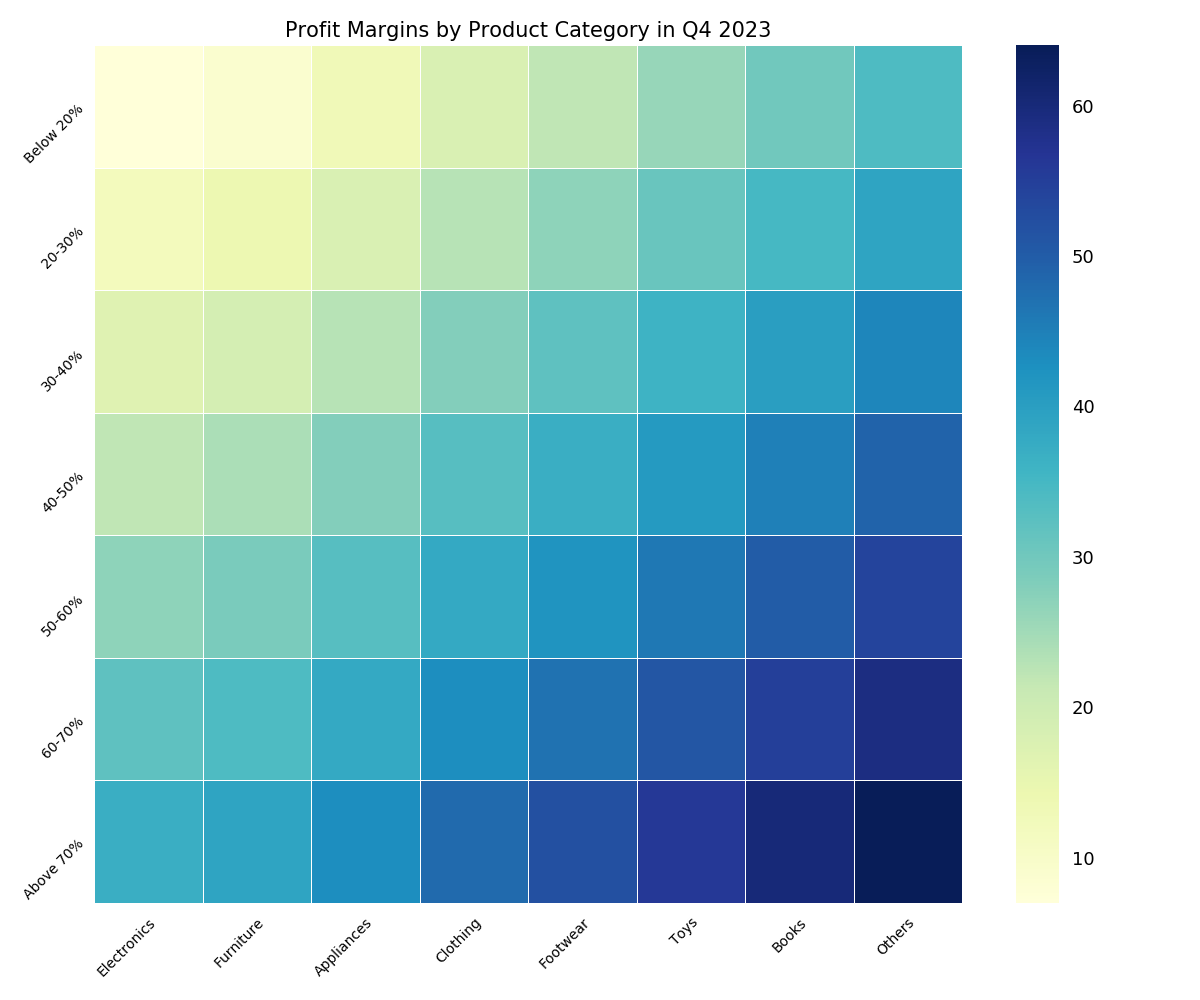 Profit Margins by Product Category in Q4 2023
Below 20%
20-30%
30-40%
40-50%
50-60%
60-70%
Above 70%
Electronics
Furniture
Appliances
Clothing
Footwear
Toys
Books
Others
60
50
40
30
20
10